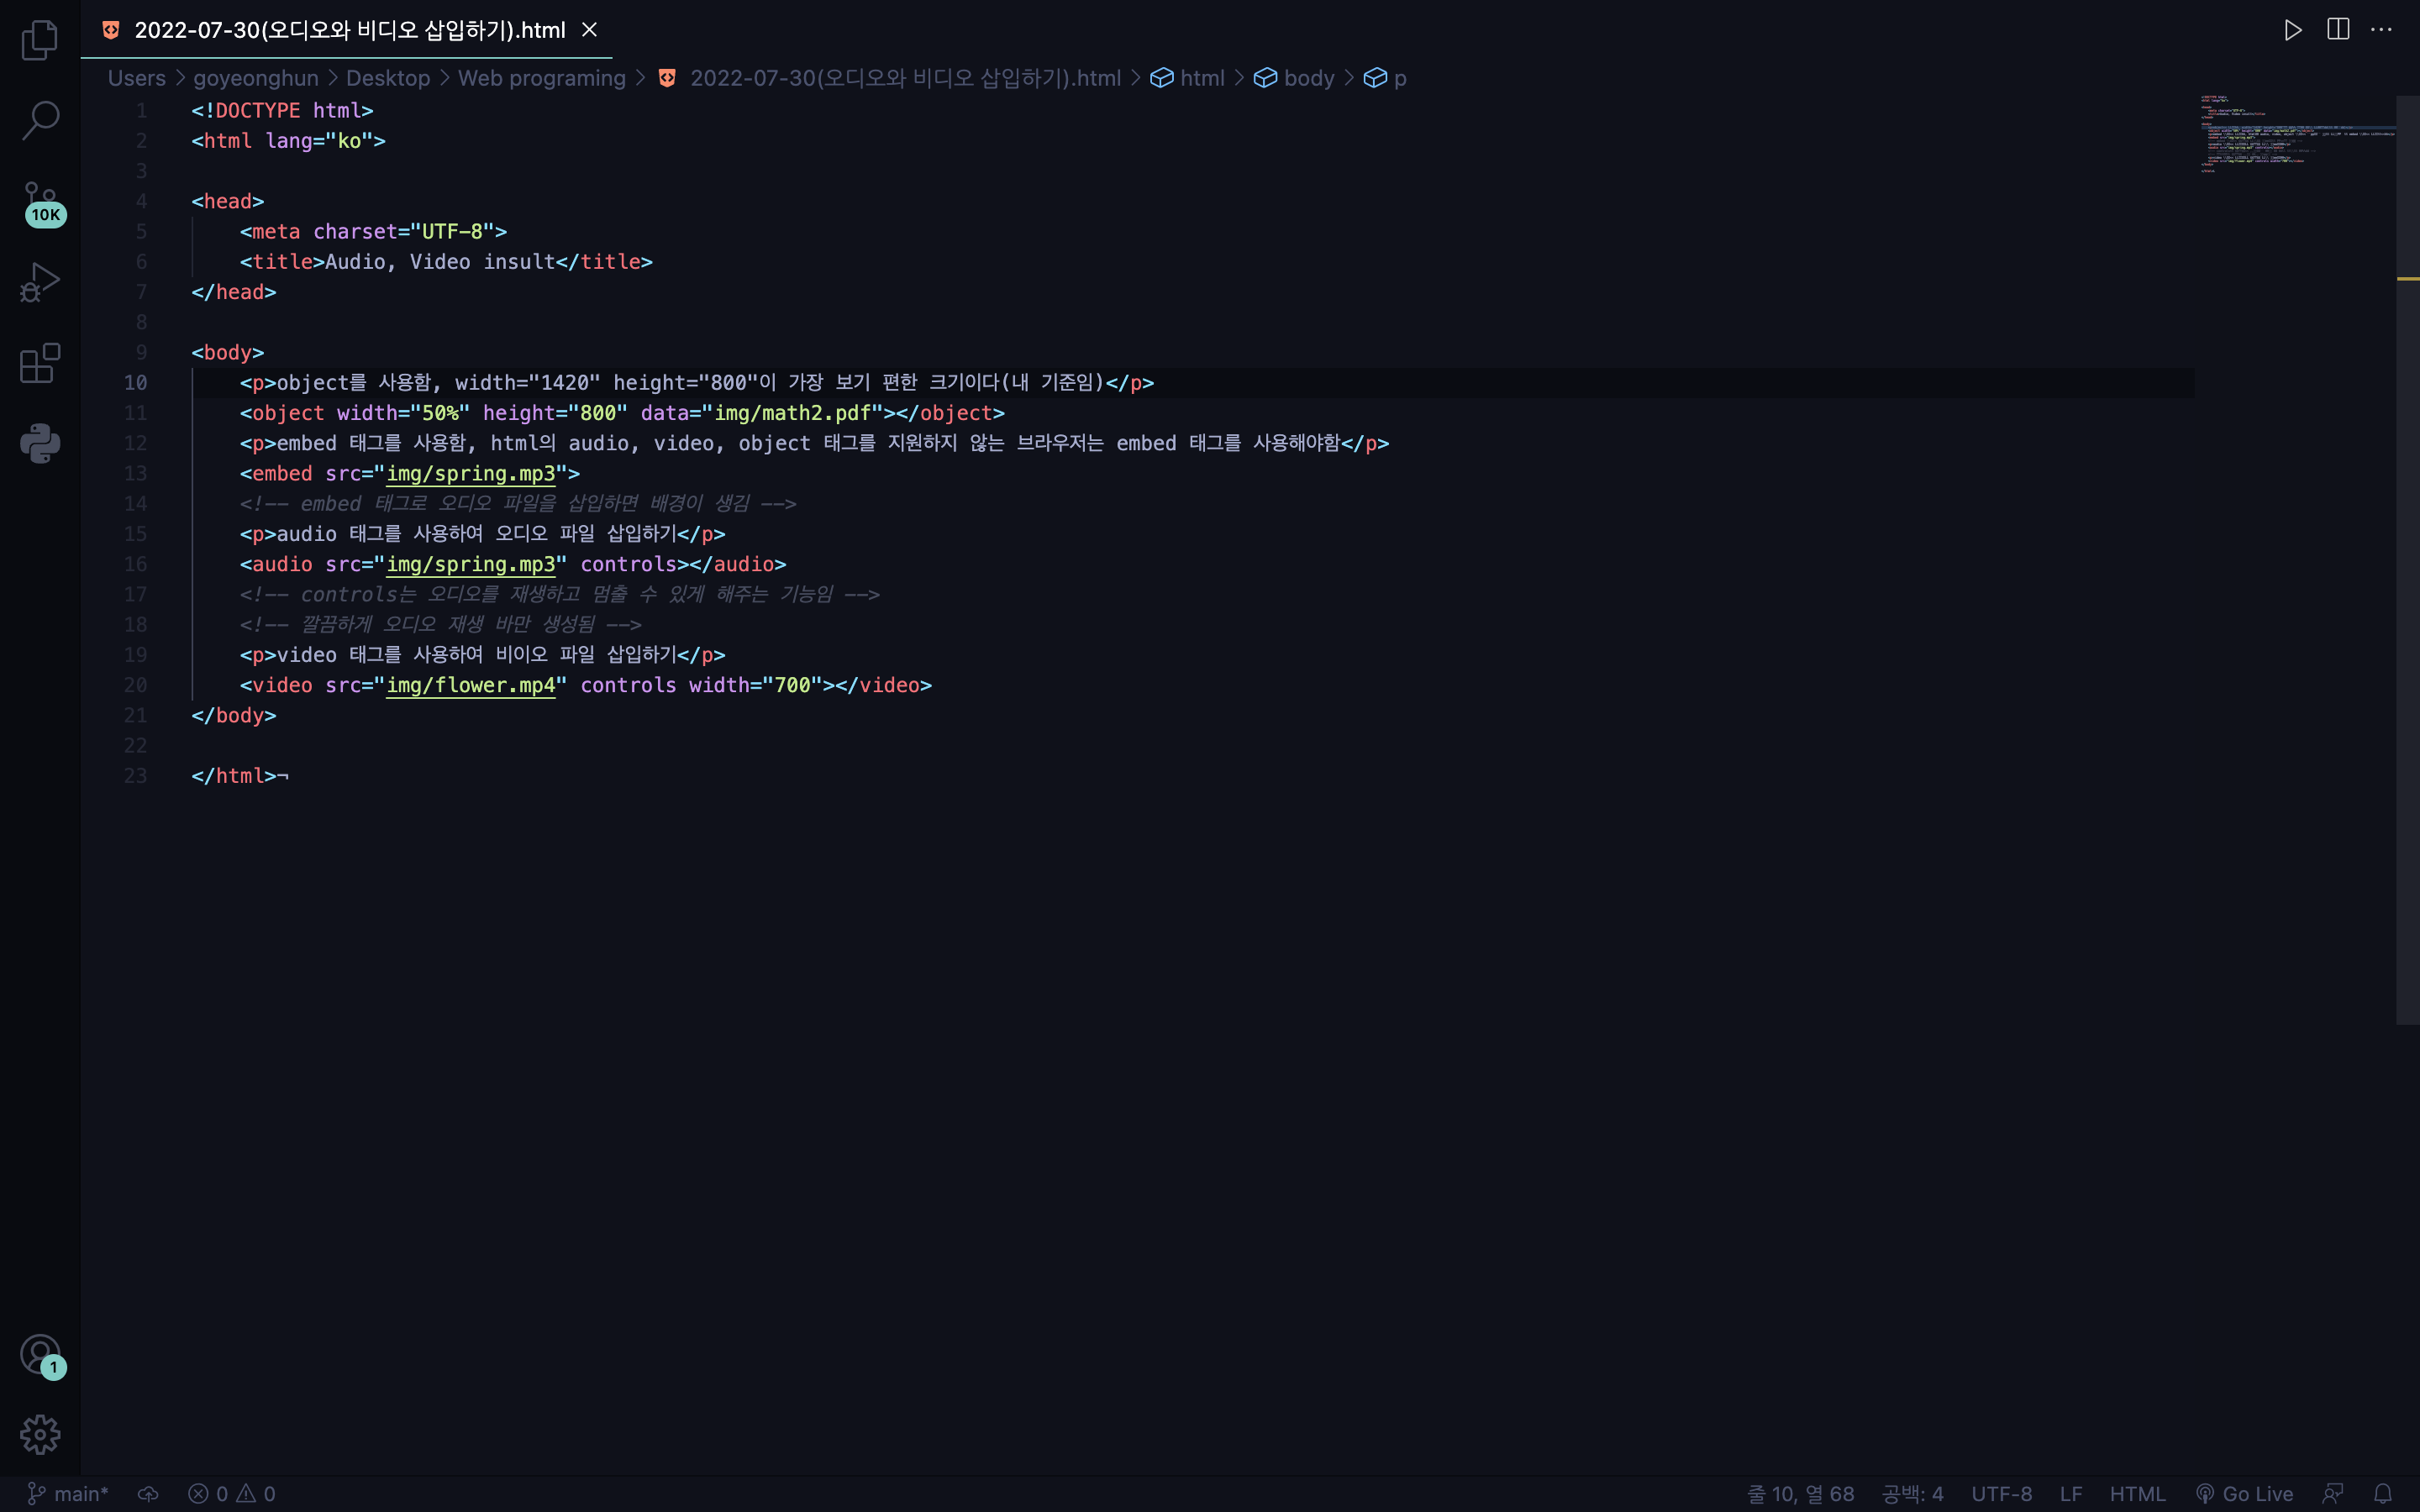 2022-07-30(오디오와 비디오 삽입하기).html
Users > goyeonghun > Desktop > Web programing > 2022-07-30(오디오와 비디오 삽입하기).html > html > body > p
1 <!DOCTYPE html>
2 <html lang="ko">
3
4 <head>
5 <meta charset="UTF-8">
6 <title>Audio, Video insult</title>
7 </head>
8
9 <body>
10 <p>object를 사용함, width="1420" height="800"이 가장 보기 편한 크기이다(내 기준임)</p>
11 <object width="50%" height="800" data="img/math2.pdf"></object>
12 <p>embed 태그를 사용함, html의 audio, video, object 태그를 지원하지 않는 브라우저는 embed 태그를 사용해야함</p>
13 <embed src="img/spring.mp3">
14 <!-- embed 태그로 오디오 파일을 삽입하면 배경이 생김 -->
15 <p>audio 태그를 사용하여 오디오 파일 삽입하기</p>
16 <audio src="img/spring.mp3" controls></audio>
17 <!-- controls는 오디오를 재생하고 멈출 수 있게 해주는 기능임 -->
18 <!-- 깔끔하게 오디오 재생 바만 생성됨 -->
19 <p>video 태그를 사용하여 비이오 파일 삽입하기</p>
20 <video src="img/flower.mp4" controls width="700"></video>
21 </body>
22
23 </html>¬
10K
1
main* 0 0 줄 10, 열 68 공백: 4 UTF-8 LF HTML Go Live